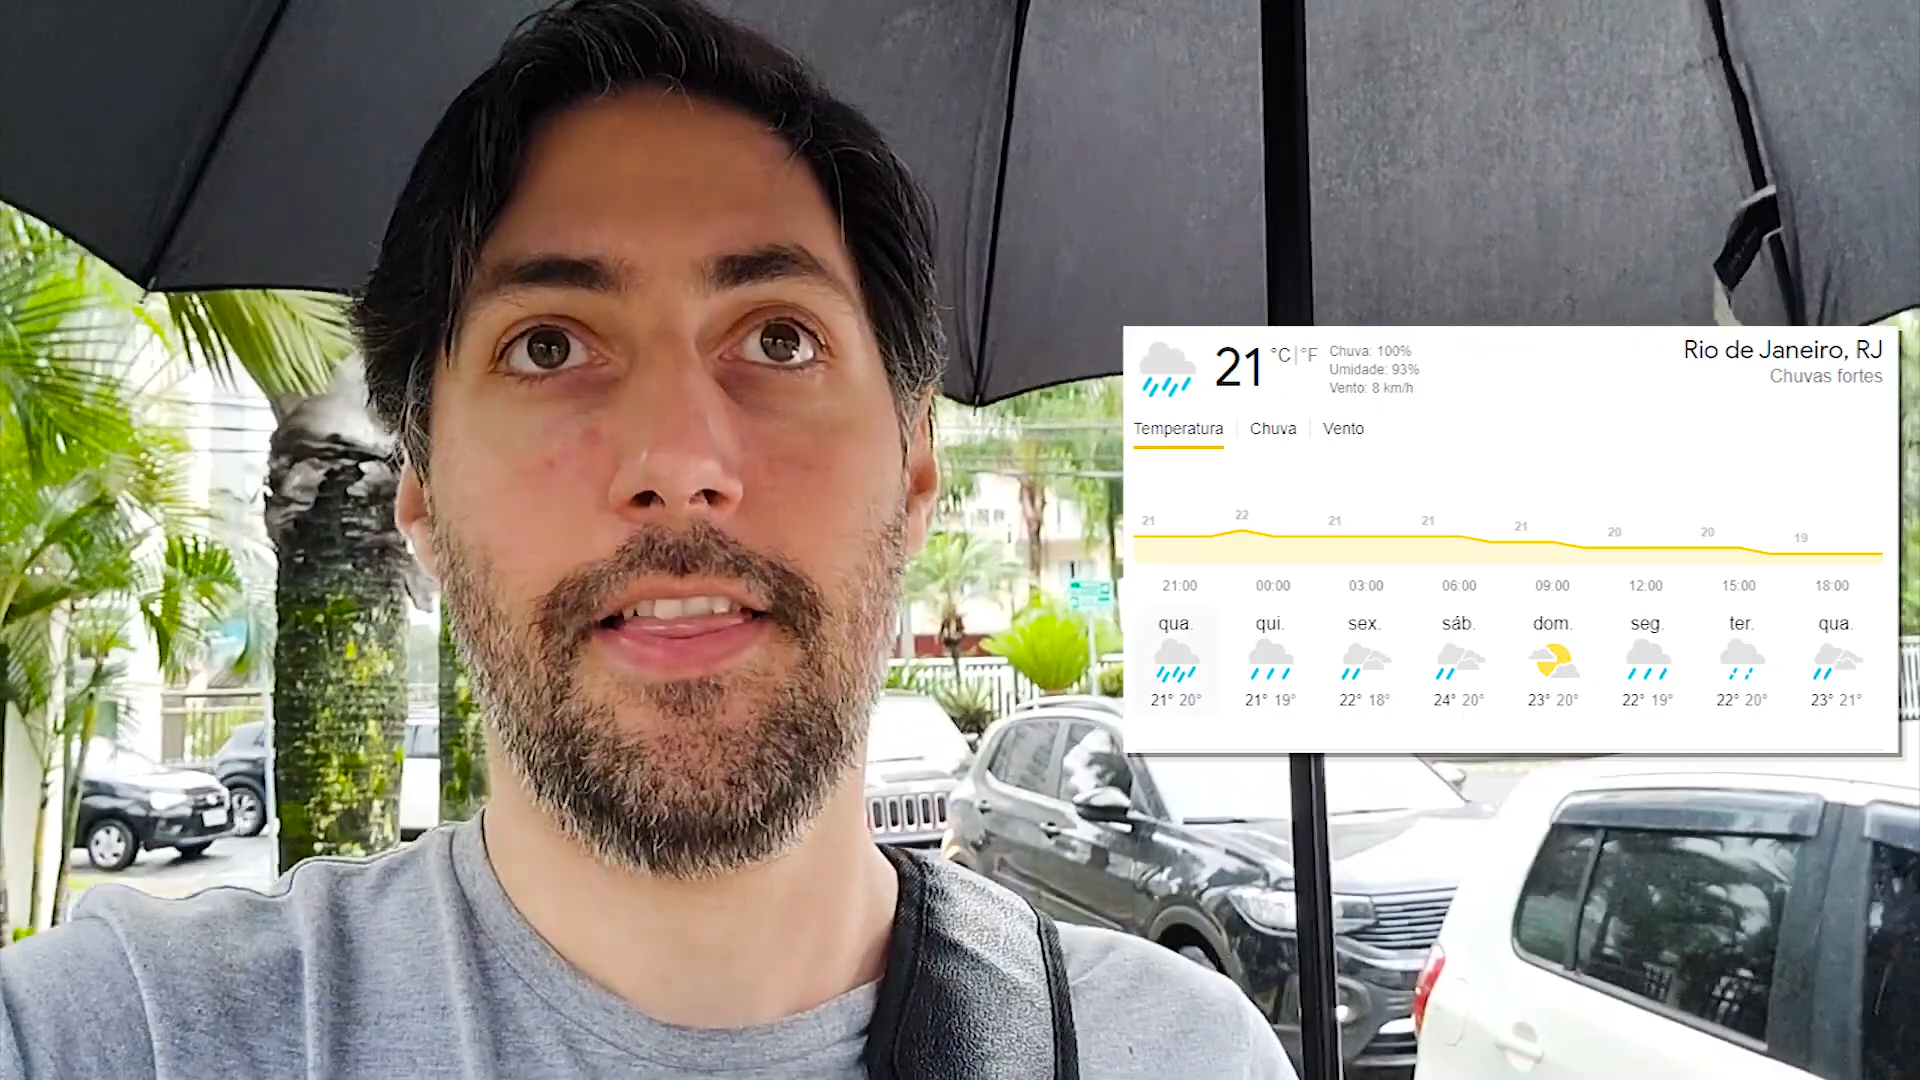 21 °C | °F
Chuva: 100%
Umidade: 93%
Vento: 8 km/h
Rio de Janeiro, RJ
Chuvas fortes
Temperatura | Chuva | Vento
21 22 21 21 21 20 20 19
21:00 00:00 03:00 06:00 09:00 12:00 15:00 18:00
qua. qui. sex. sáb. dom. seg. ter. qua.
21° 20° 21° 19° 22° 18° 24° 20° 23° 20° 22° 19° 22° 20° 23° 21°